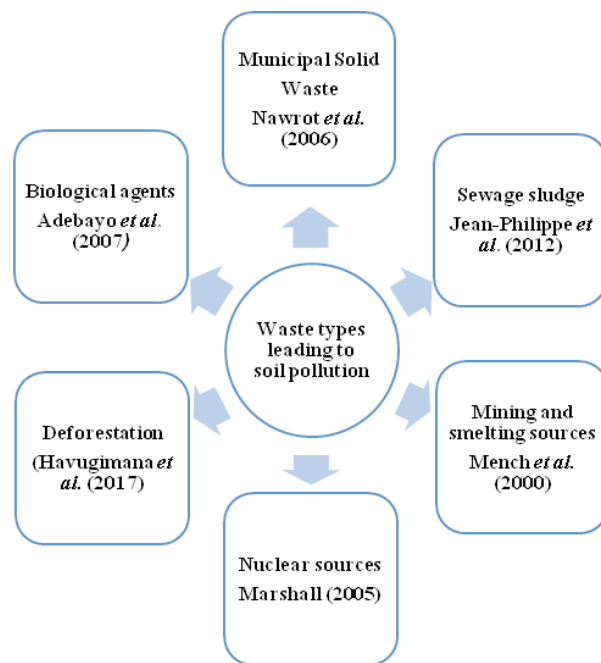 Municipal Solid
Waste
Nawrot et al.
(2006)
Biological agents
Adebayo et al.
(2007)
Sewage sludge
Jean-Philippe et
al. (2012)
Waste types
leading to
soil pollution
Deforestation
(Havugimana et
al. (2017)
Mining and
smelting sources
Mench et al.
(2000)
Nuclear sources
Marshall (2005)